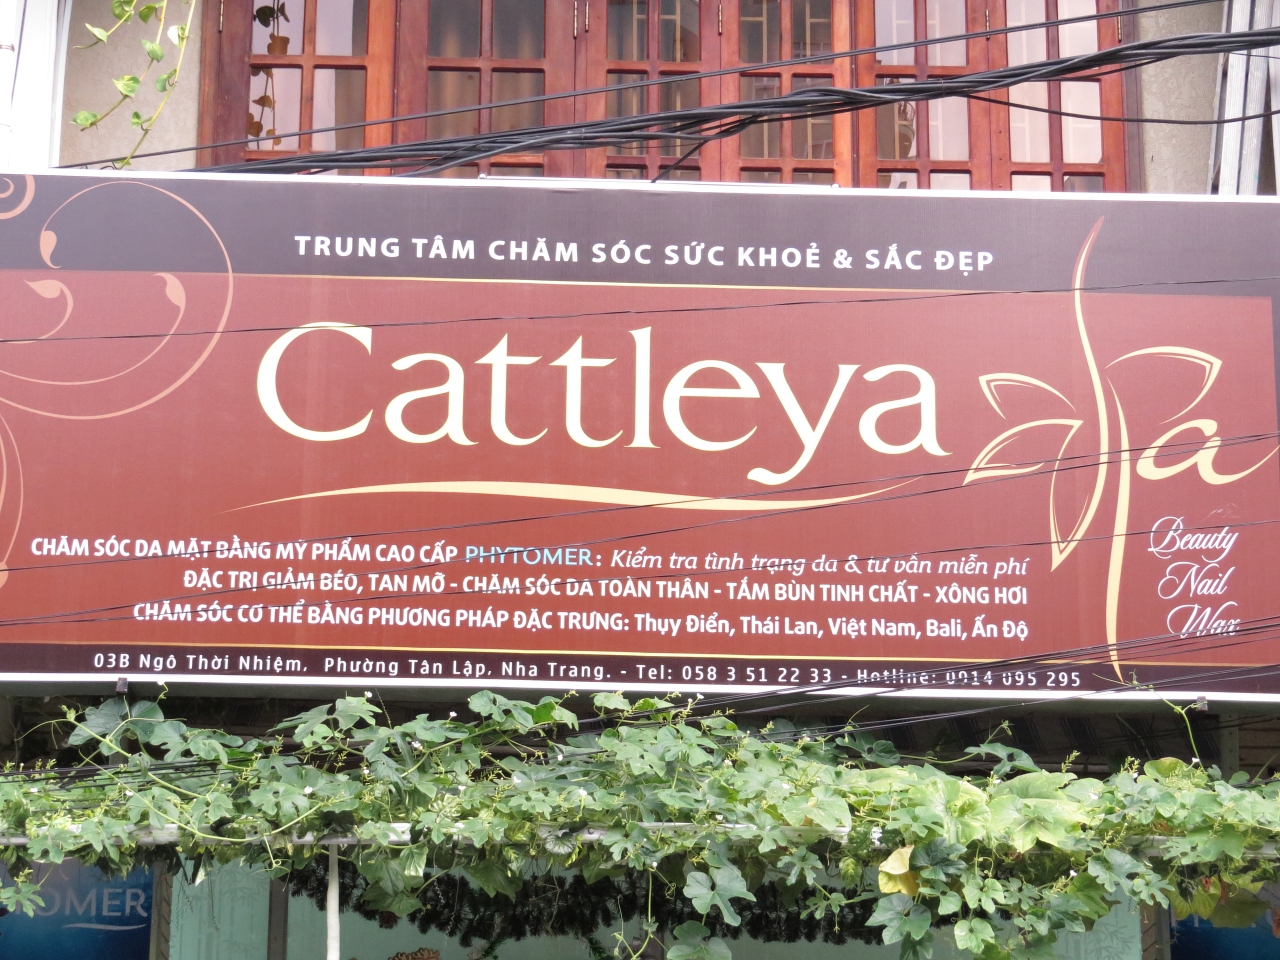 TRUNG TÂM CHĂM SÓC SỨC KHOẺ & SẮC ĐẸP
Cattleya
a
CHĂM SÓC DA MẶT BẰNG MỸ PHẨM CAO CẤP PHYTOMER: Kiểm tra tình trạng da & tư vấn miễn phí
ĐẶC TRỊ GIẢM BÉO, TAN MỠ - CHĂM SÓC DA TOÀN THÂN - TẮM BÙN TINH CHẤT - XÔNG HƠI
CHĂM SÓC CƠ THỂ BẰNG PHƯƠNG PHÁP ĐẶC TRƯNG: Thụy Điển, Thái Lan, Việt Nam, Bali, Ấn Độ
Beauty
Nail
Wax
03B Ngô Thời Nhiệm, Phường Tân Lập, Nha Trang. - Tel: 058 3 51 22 33 - Hotline: 0914 095 295
TOMER